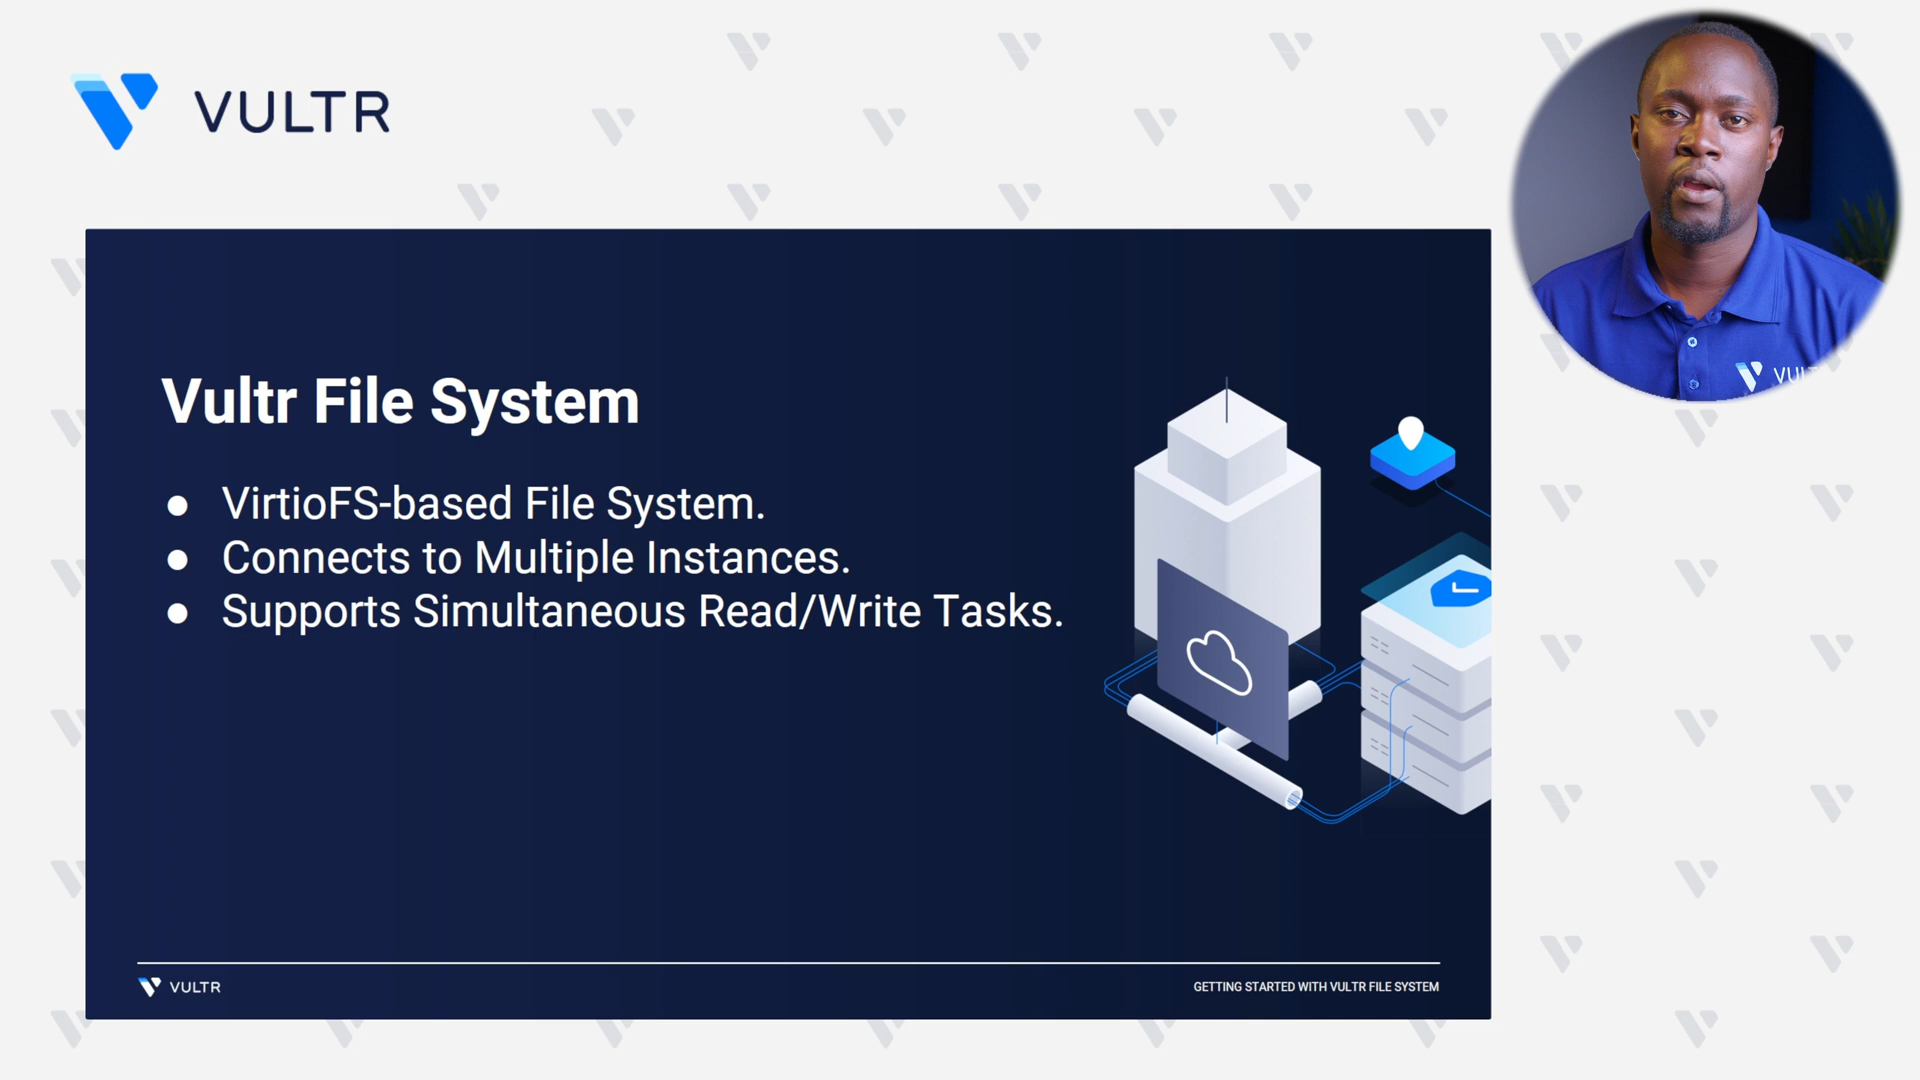 VULTR
Vultr File System
● VirtioFS-based File System.
● Connects to Multiple Instances.
● Supports Simultaneous Read/Write Tasks.
VULTR
GETTING STARTED WITH VULTR FILE SYSTEM